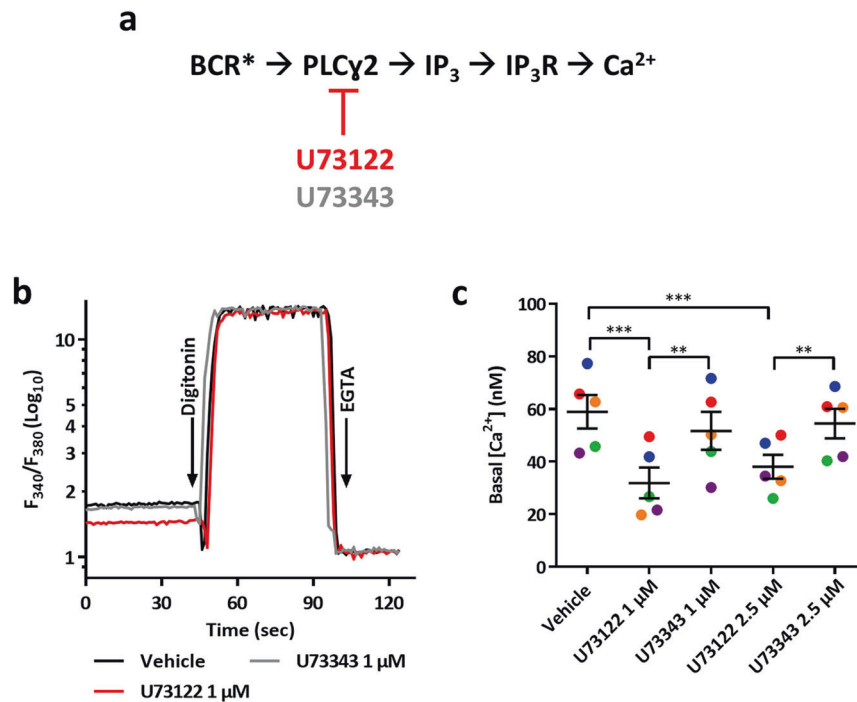 a
BCR* → PLCɣ2 → IP₃ → IP₃R → Ca²⁺
U73122
U73343
b
F₃₄₀/F₃₈₀ (Log₁₀)
10
5
4
3
2
1
Digitonin
EGTA
0 30 60 90 120
Time (sec)
Vehicle
U73343 1 µM
U73122 1 µM
c
Basal [Ca²⁺] (nM)
100
80
60
40
20
0
***
*** ** **
Vehicle
U73122 1 µM
U73343 1 µM
U73122 2.5 µM
U73343 2.5 µM